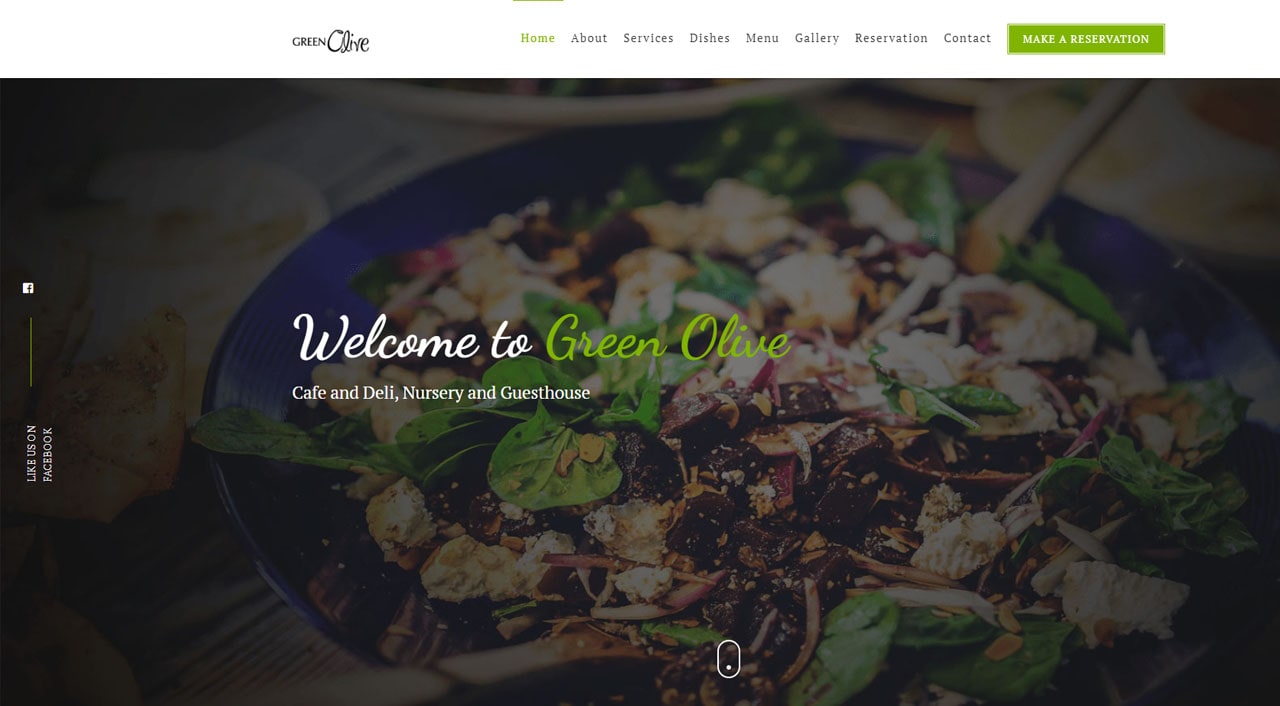 GREEN Olive
Home About Services Dishes Menu Gallery Reservation Contact MAKE A RESERVATION
Welcome to Green Olive
Cafe and Deli, Nursery and Guesthouse
LIKE US ON
FACEBOOK